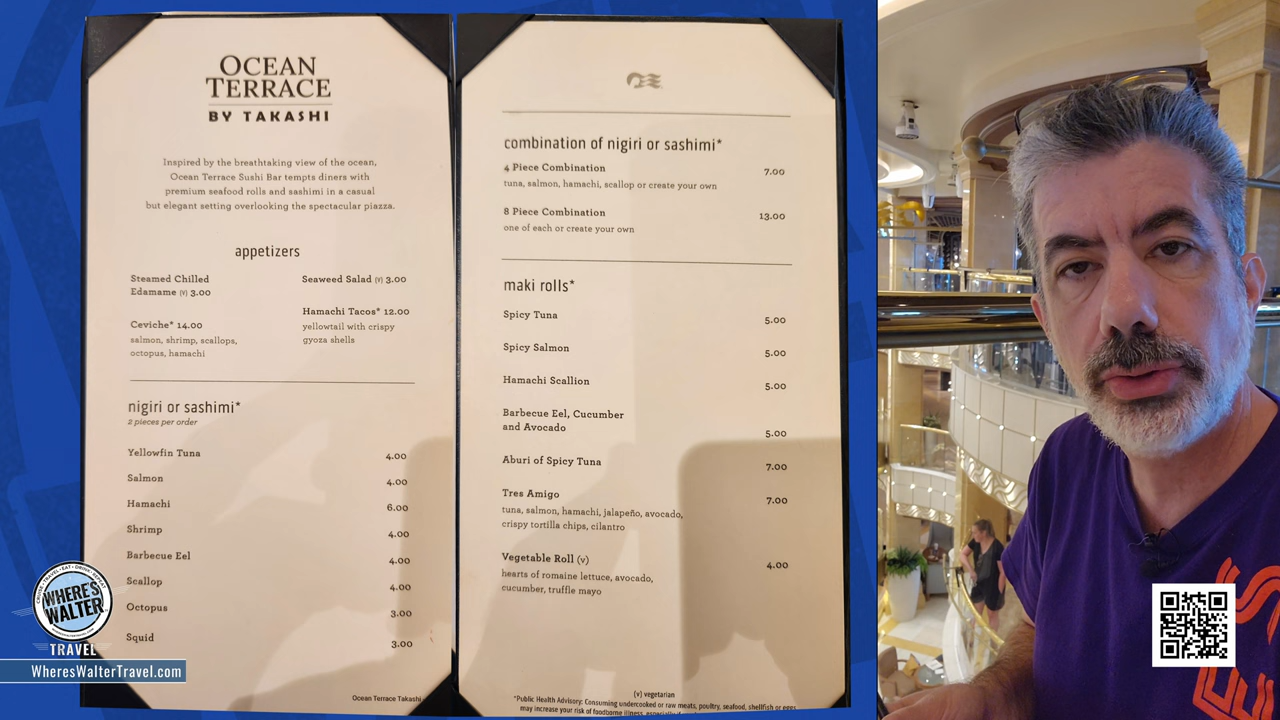 OCEAN
TERRACE
BY TAKASHI
Inspired by the breathtaking view of the ocean,
Ocean Terrace Sushi Bar tempts diners with
premium seafood rolls and sashimi in a casual
but elegant setting overlooking the spectacular piazza.
appetizers
Steamed Chilled
Edamame (v) 3.00
Ceviche* 14.00
salmon, shrimp, scallops,
octopus, hamachi
Seaweed Salad (v) 3.00
Hamachi Tacos* 12.00
yellowtail with crispy
gyoza shells
nigiri or sashimi*
2 pieces per order
Yellowfin Tuna 4.00
Salmon 4.00
Hamachi 6.00
Shrimp 4.00
Barbecue Eel 4.00
Scallop 4.00
Octopus 3.00
Squid 3.00
Ocean Terrace Takashi
combination of nigiri or sashimi*
4 Piece Combination 7.00
tuna, salmon, hamachi, scallop or create your own
8 Piece Combination 13.00
one of each or create your own
maki rolls*
Spicy Tuna 5.00
Spicy Salmon 5.00
Hamachi Scallion 5.00
Barbecue Eel, Cucumber
and Avocado 5.00
Aburi of Spicy Tuna 7.00
Tres Amigo 7.00
tuna, salmon, hamachi, jalapeño, avocado,
crispy tortilla chips, cilantro
Vegetable Roll (v) 4.00
hearts of romaine lettuce, avocado,
cucumber, truffle mayo
(v) vegetarian
*Public Health Advisory: Consuming undercooked or raw meats, poultry, seafood, shellfish or eggs
may increase your risk of foodborne illness, especially
WHERE'S
WALTER
TRAVEL
WheresWalterTravel.com